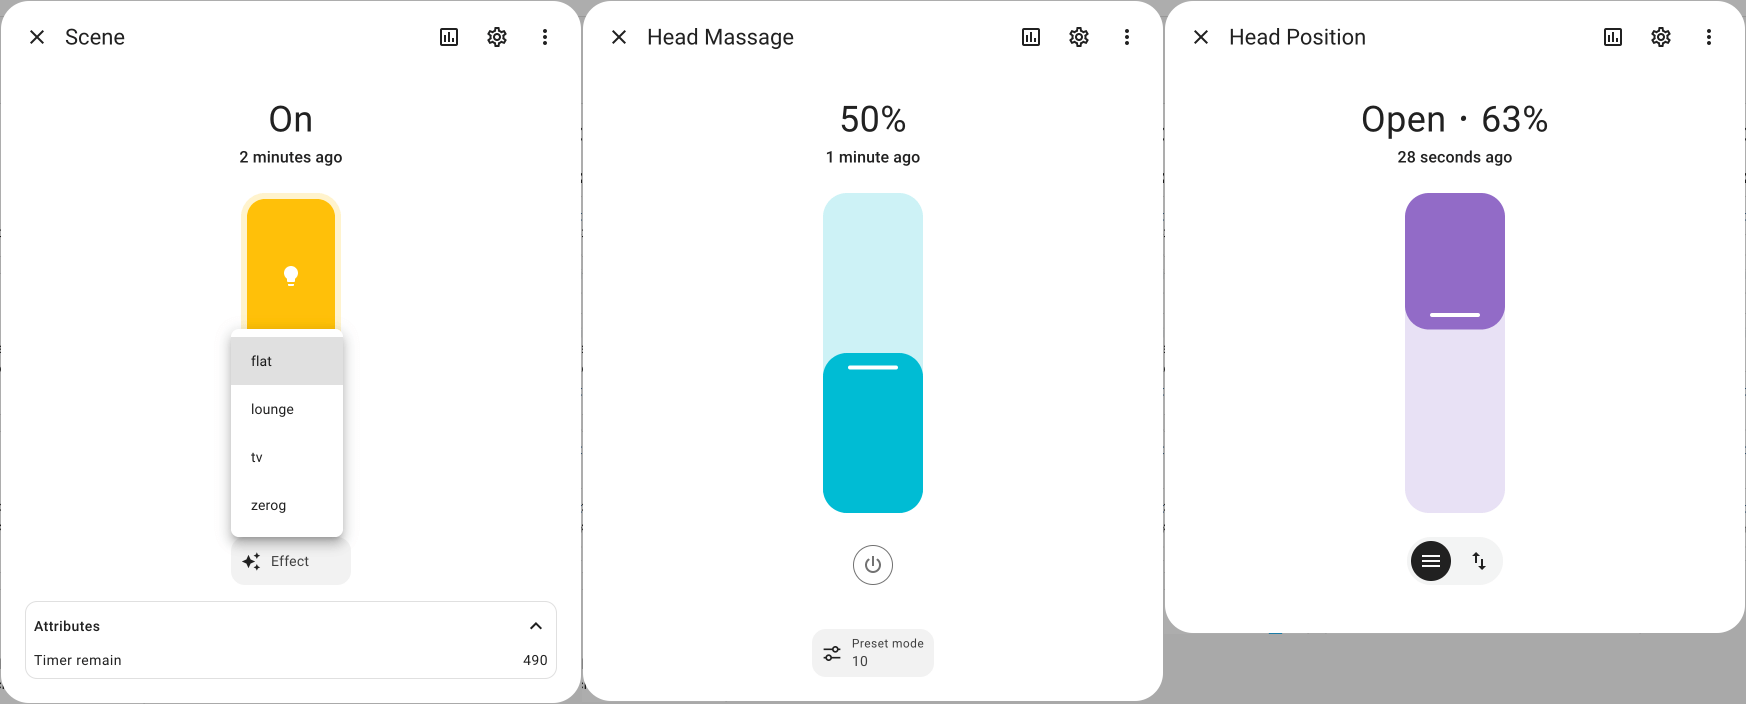 Scene
On
2 minutes ago
flat
lounge
tv
zerog
Effect
Attributes
Timer remain 490
Head Massage
50%
1 minute ago
Preset mode
10
Head Position
Open · 63%
28 seconds ago